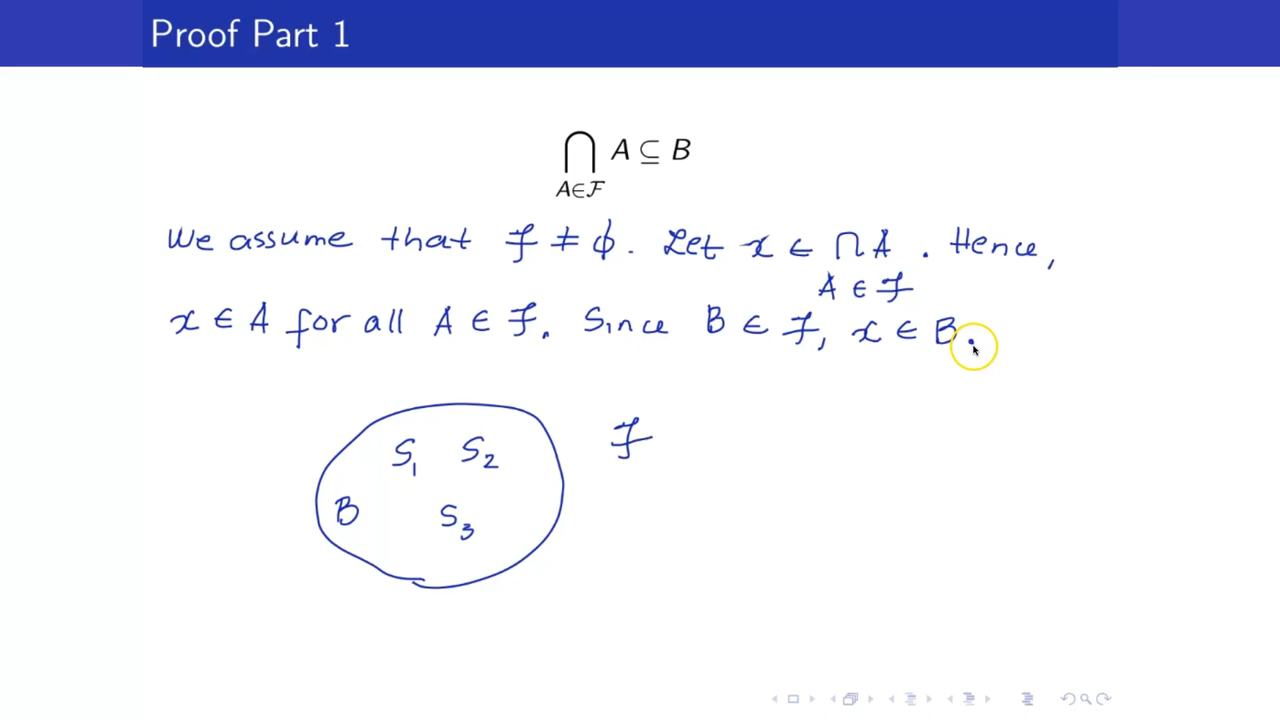 Proof Part 1
⋂ A ⊆ B
A∈ℱ
We assume that ℱ ≠ ϕ. Let x ∈ ∩ A . Hence,
A ∈ ℱ
x ∈ A for all A ∈ ℱ. Since B ∈ ℱ, x ∈ B.
S₁ S₂ ℱ
B S₃